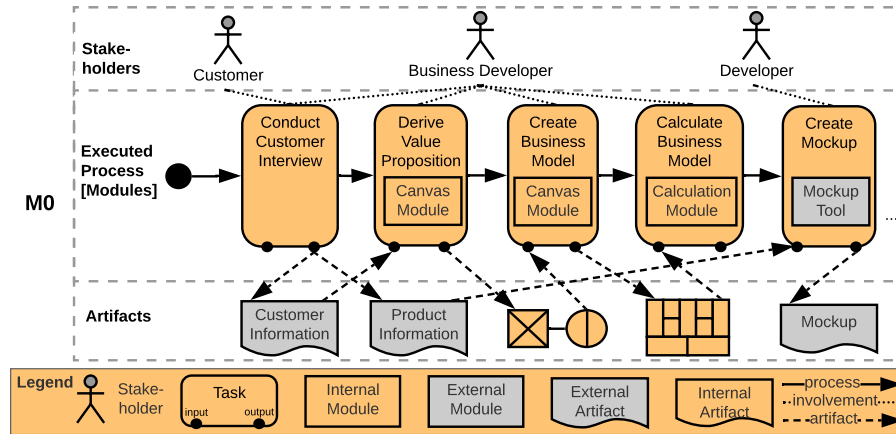 Stake-
holders
Customer
Business Developer
Developer
M0
Executed
Process
[Modules]
Conduct
Customer
Interview
Derive
Value
Proposition
Canvas
Module
Create
Business
Model
Canvas
Module
Calculate
Business
Model
Calculation
Module
Create
Mockup
Mockup
Tool
...
Artifacts
Customer
Information
Product
Information
Mockup
Legend
Stake-
holder
Task
input
output
Internal
Module
External
Module
External
Artifact
Internal
Artifact
process
involvement
artifact